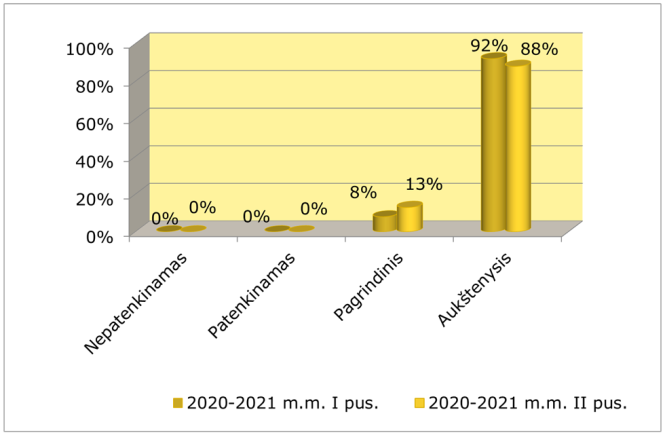 100%
80%
60%
40%
20%
0%
0%
0%
0%
0%
8%
13%
92%
88%
Nepatenkinamas
Patenkinamas
Pagrindinis
Aukštenysis
2020-2021 m.m. I pus.
2020-2021 m.m. II pus.